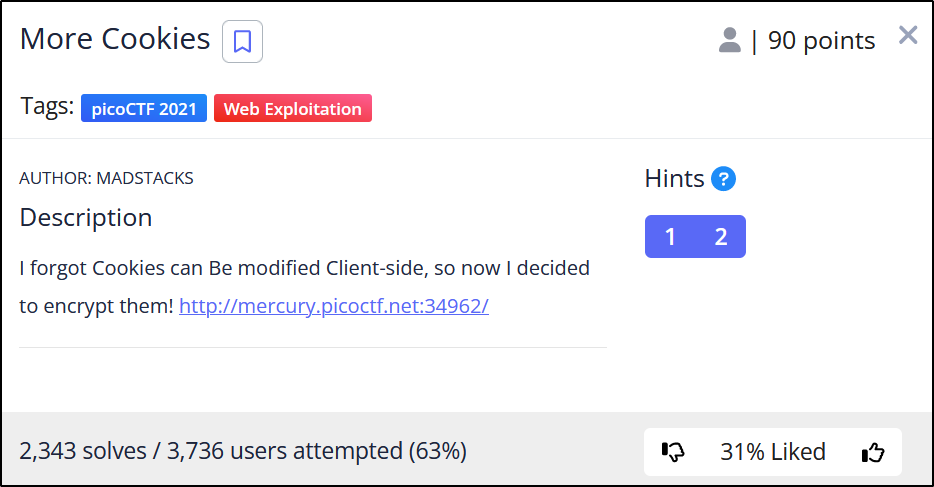 More Cookies
| 90 points
Tags: picoCTF 2021 Web Exploitation
AUTHOR: MADSTACKS
Description
I forgot Cookies can Be modified Client-side, so now I decided
to encrypt them! http://mercury.picoctf.net:34962/
Hints ?
1 2
2,343 solves / 3,736 users attempted (63%)
31% Liked